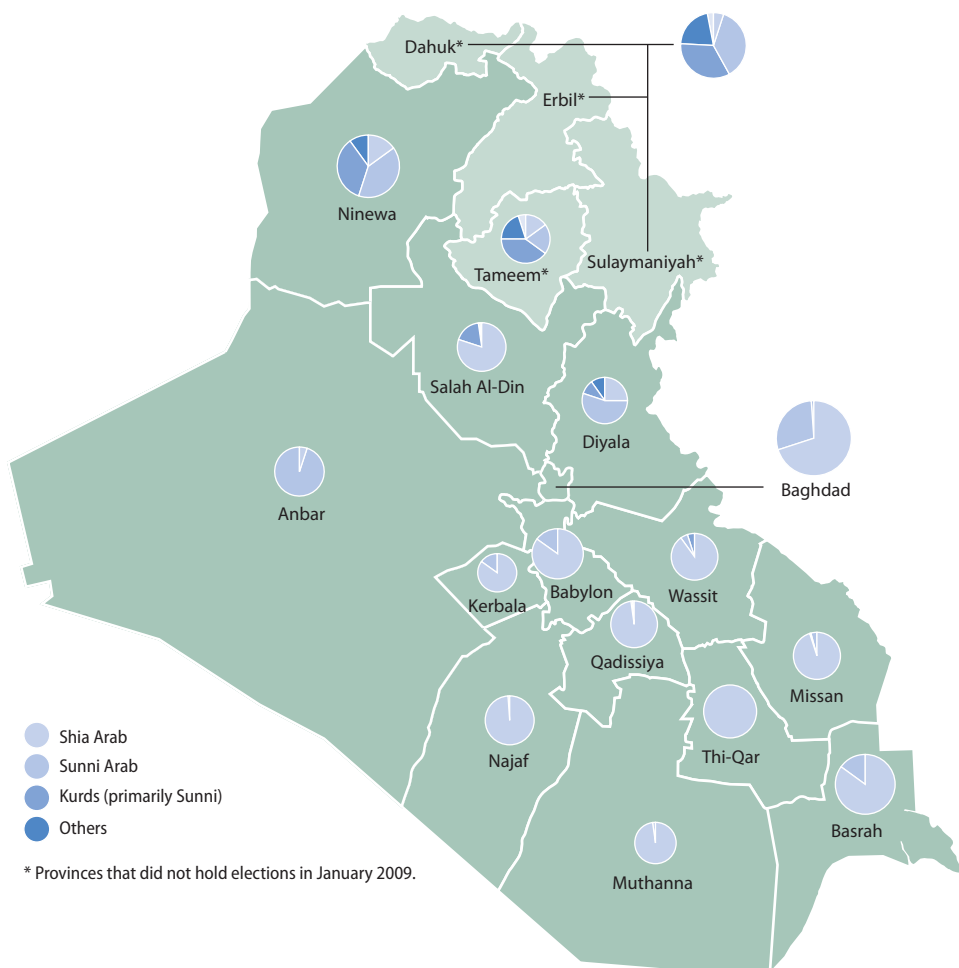 Dahuk*
Erbil*
Ninewa
Sulaymaniyah*
Tameem*
Salah Al-Din
Diyala
Baghdad
Anbar
Babylon
Wassit
Kerbala
Qadissiya
Missan
Najaf
Thi-Qar
Basrah
Muthanna
Shia Arab
Sunni Arab
Kurds (primarily Sunni)
Others
* Provinces that did not hold elections in January 2009.